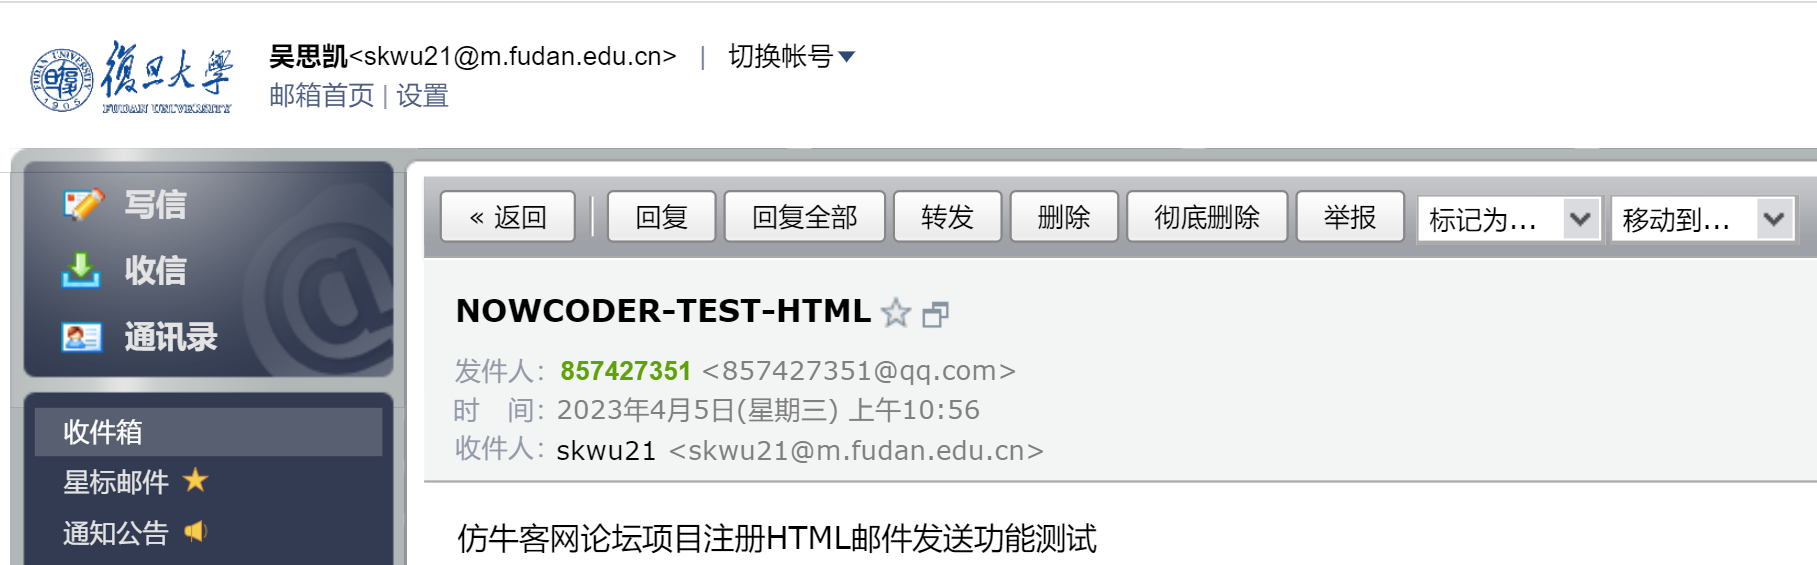 復旦大學
FUDAN UNIVERSITY
FUDAN UNIVERSITY
1905
吴思凯<skwu21@m.fudan.edu.cn> | 切换帐号
邮箱首页 | 设置
写信
收信
通讯录
收件箱
星标邮件
通知公告
« 返回 回复 回复全部 转发 删除 彻底删除 举报 标记为... 移动到...
NOWCODER-TEST-HTML
发件人： 857427351 <857427351@qq.com>
时 间： 2023年4月5日(星期三) 上午10:56
收件人： skwu21 <skwu21@m.fudan.edu.cn>
仿牛客网论坛项目注册HTML邮件发送功能测试